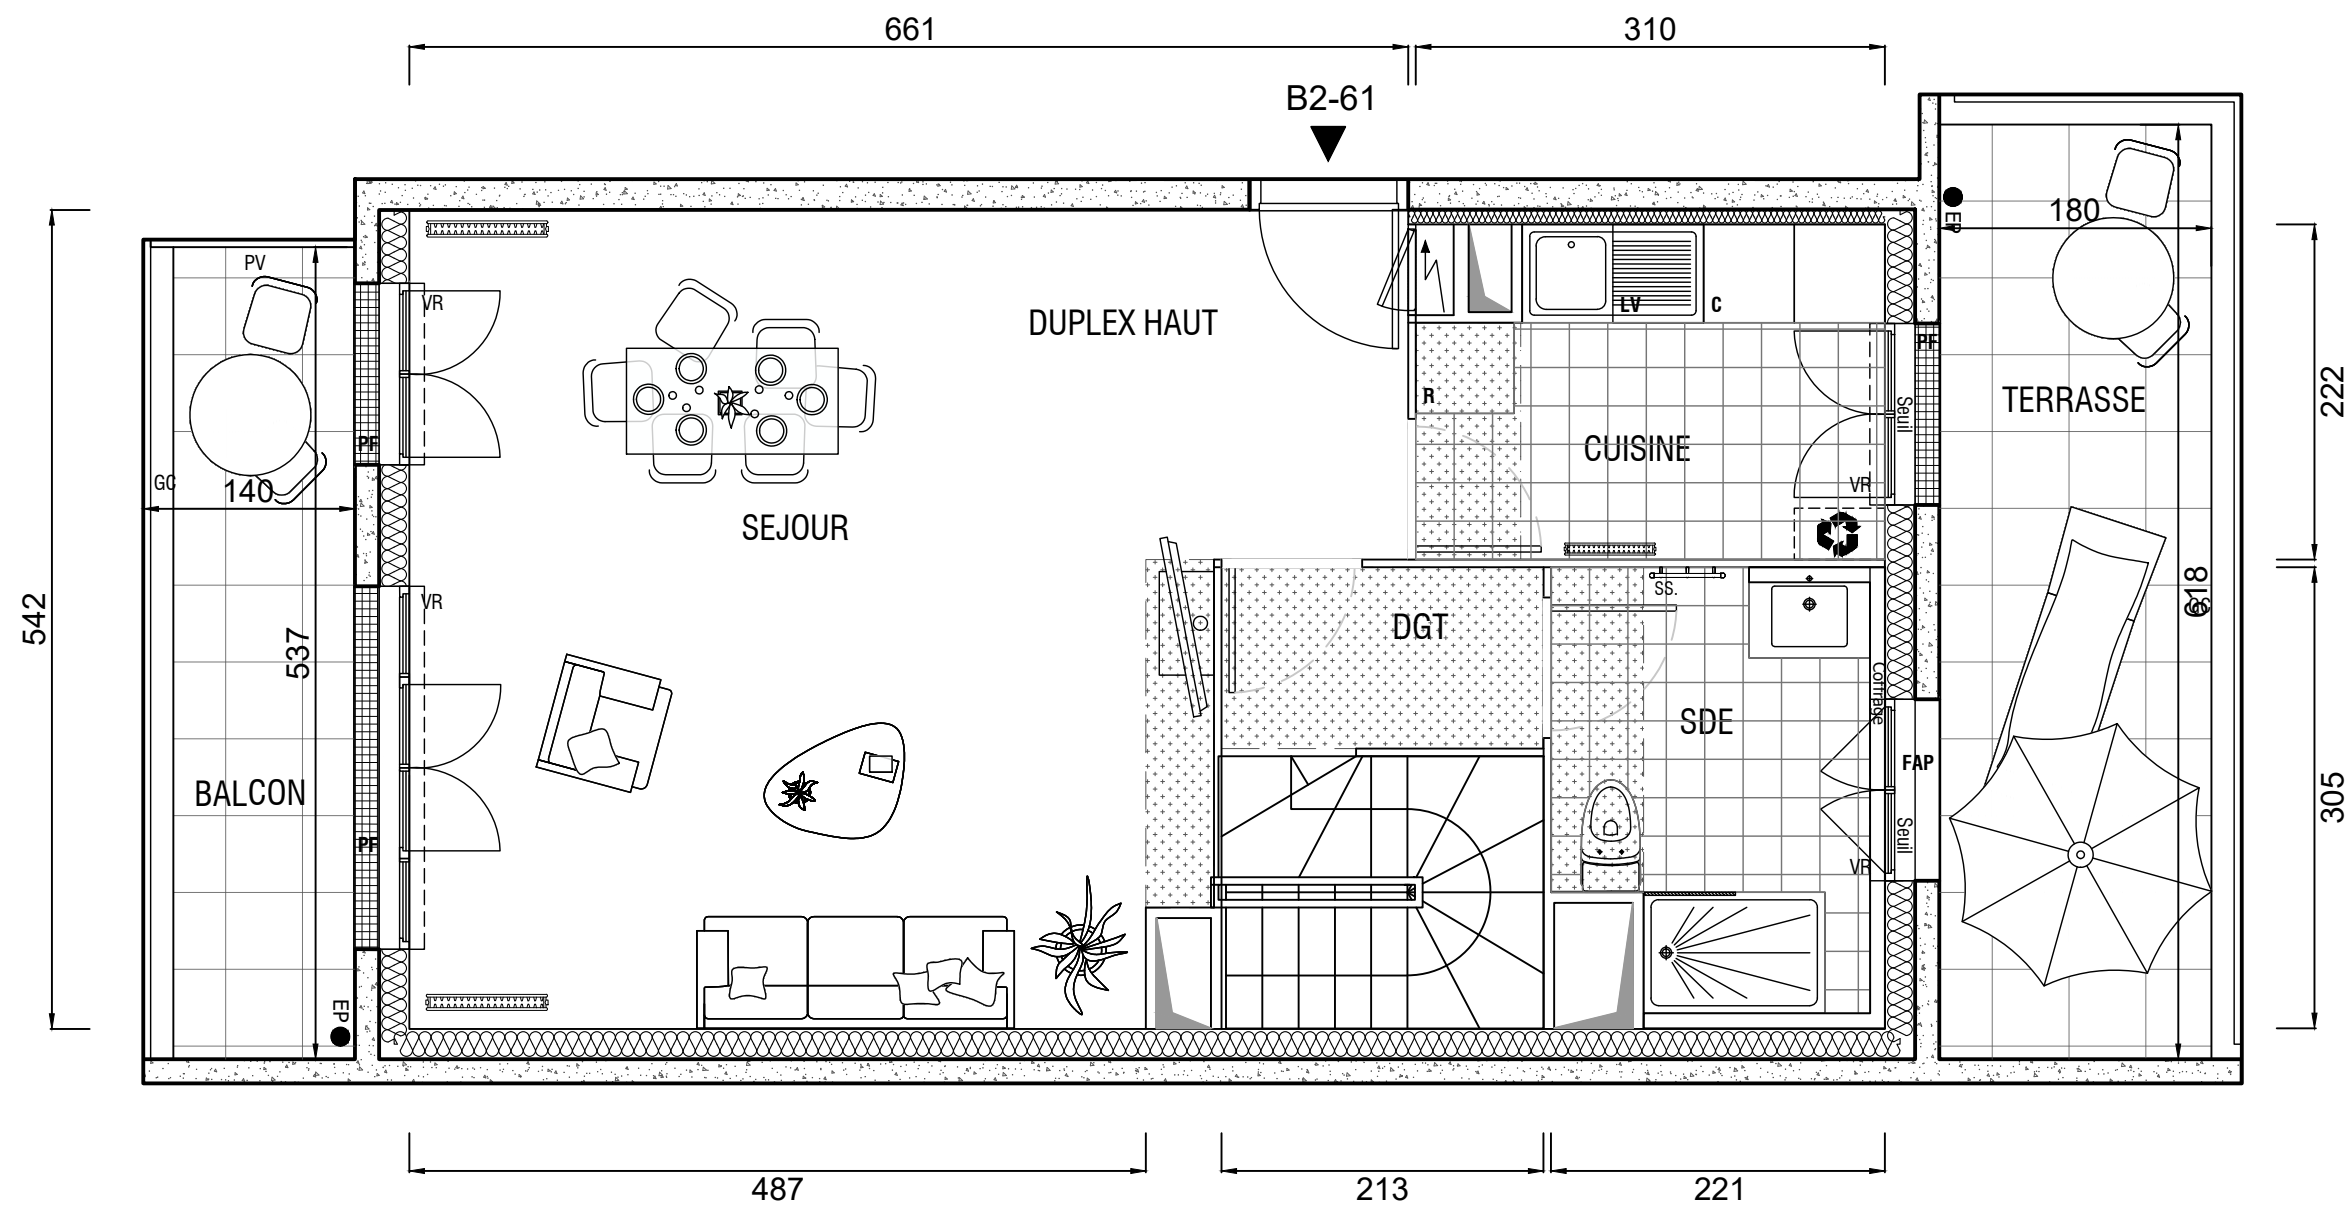 661
310
B2-61
PV
VR
DUPLEX HAUT
LV
C
EP
180
PF
R
TERRASSE
Seuil
222
PF
CUISINE
GC
140
VR
SEJOUR
542
VR
SS.
618
537
DGT
Coffrage
SDE
FAP
BALCON
305
PF
Seuil
VR
EP
487
213
221